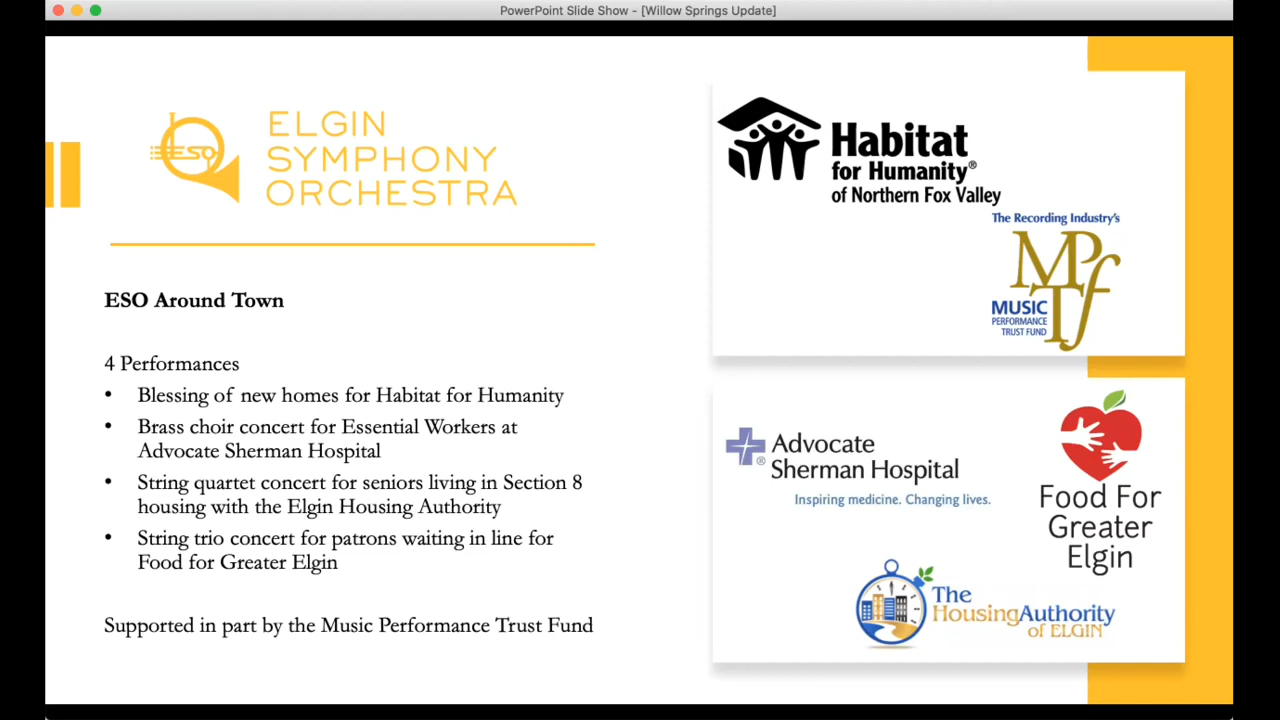 PowerPoint Slide Show - [Willow Springs Update]
ESO
ELGIN
SYMPHONY
ORCHESTRA
ESO Around Town
4 Performances
• Blessing of new homes for Habitat for Humanity
• Brass choir concert for Essential Workers at
Advocate Sherman Hospital
• String quartet concert for seniors living in Section 8
housing with the Elgin Housing Authority
• String trio concert for patrons waiting in line for
Food for Greater Elgin
Supported in part by the Music Performance Trust Fund
Habitat
for Humanity®
of Northern Fox Valley
The Recording Industry's
MPTf
MUSIC
PERFORMANCE
TRUST FUND
Advocate
Sherman Hospital
®
Inspiring medicine. Changing lives.
Food For
Greater
Elgin
The
HousingAuthority
of ELGIN